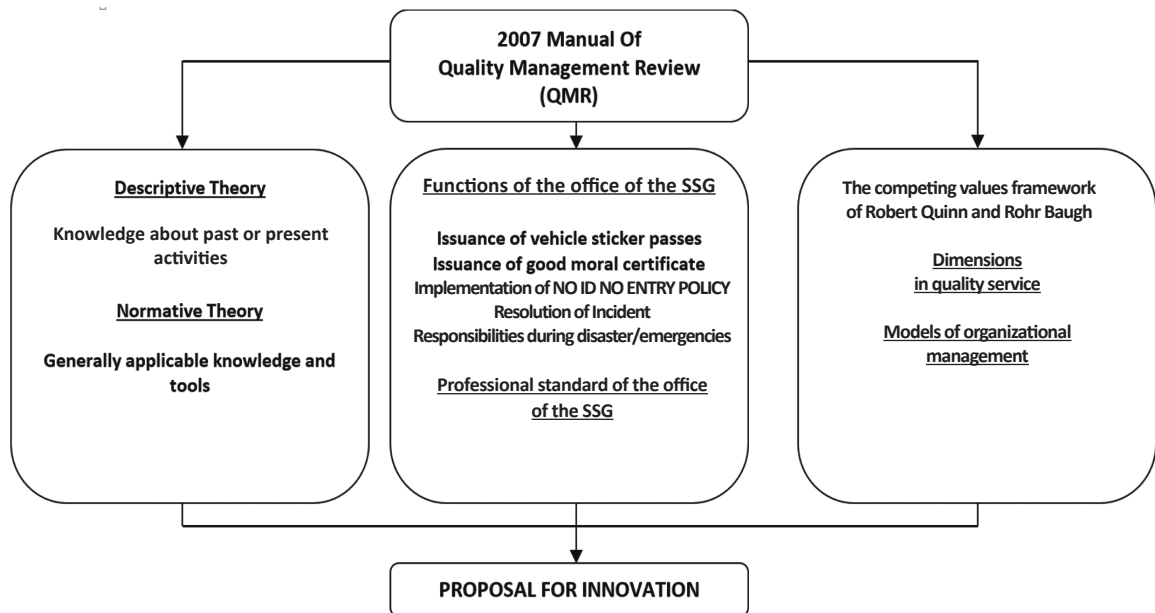 2007 Manual Of
Quality Management Review
(QMR)
Descriptive Theory
Knowledge about past or present
activities
Normative Theory
Generally applicable knowledge and
tools
Functions of the office of the SSG
Issuance of vehicle sticker passes
Issuance of good moral certificate
Implementation of NO ID NO ENTRY POLICY
Resolution of Incident
Responsibilities during disaster/emergencies
Professional standard of the office
of the SSG
The competing values framework
of Robert Quinn and Rohr Baugh
Dimensions
in quality service
Models of organizational
management
PROPOSAL FOR INNOVATION